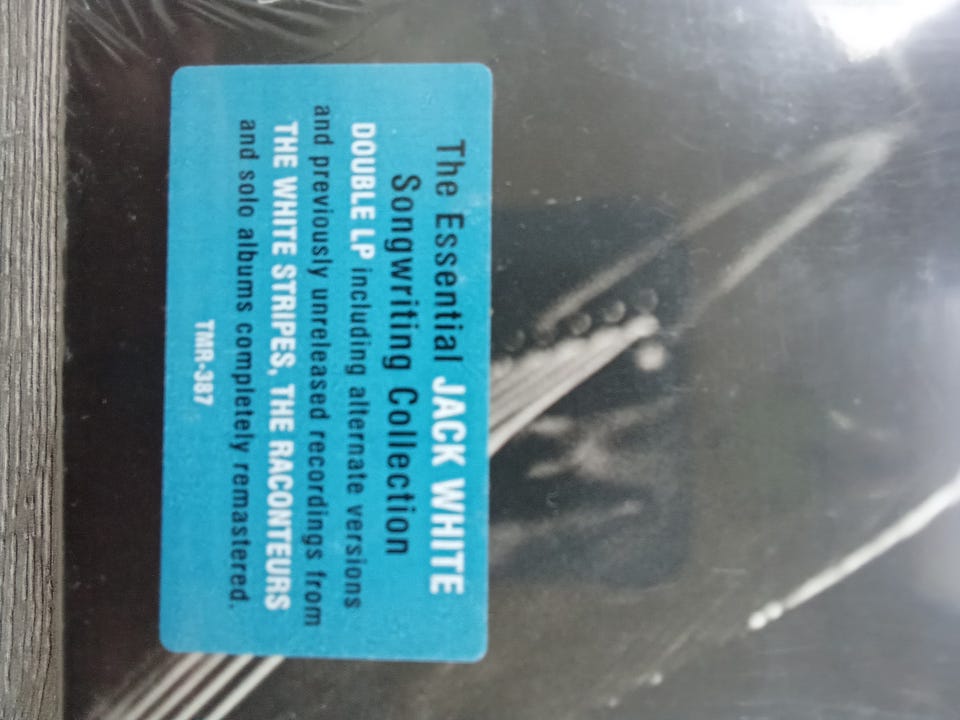 The Essential JACK WHITE
Songwriting Collection
DOUBLE LP including alternate versions
and previously unreleased recordings from
THE WHITE STRIPES, THE RACONTEURS
and solo albums completely remastered.
TMR-387